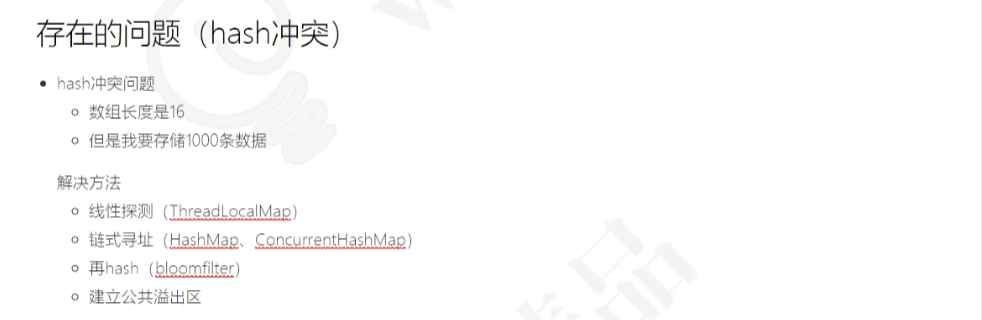 存在的问题（hash冲突）
hash冲突问题
数组长度是16
但是我要存储1000条数据
解决方法
线性探测（ThreadLocalMap）
链式寻址（HashMap、ConcurrentHashMap）
再hash（bloomfilter）
建立公共溢出区